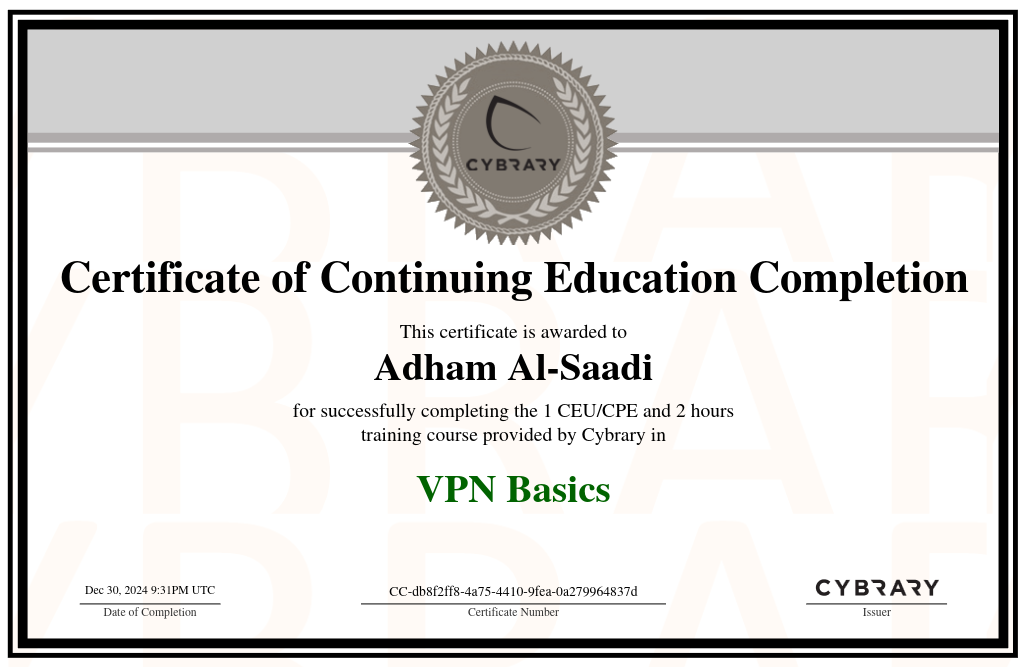 CYBRARY
Certificate of Continuing Education Completion
This certificate is awarded to
Adham Al-Saadi
for successfully completing the 1 CEU/CPE and 2 hours
training course provided by Cybrary in
VPN Basics
Dec 30, 2024 9:31PM UTC
Date of Completion
CC-db8f2ff8-4a75-4410-9fea-0a279964837d
Certificate Number
CYBRARY
Issuer